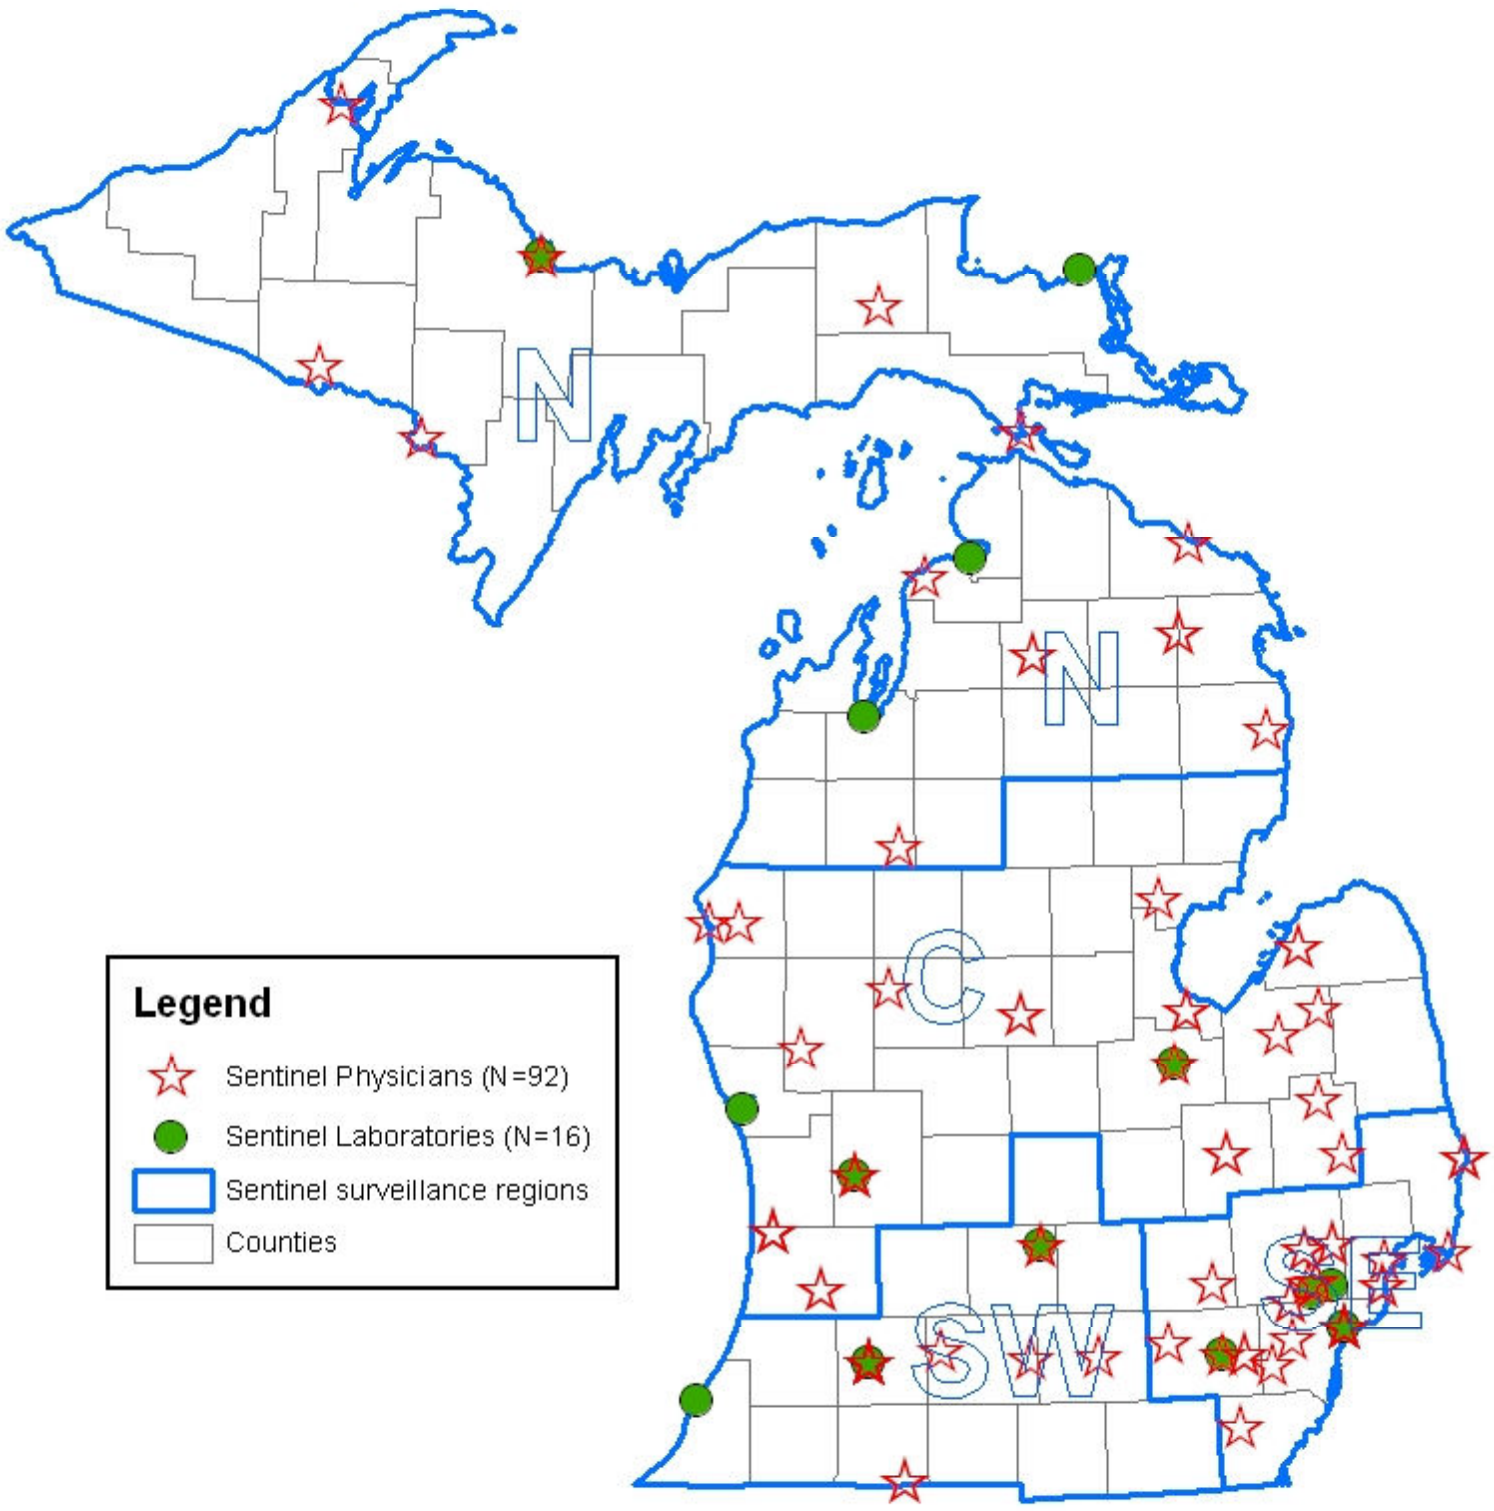 N
N
C
Legend
Sentinel Physicians (N=92)
Sentinel Laboratories (N=16)
Sentinel surveillance regions
Counties
SE
SW